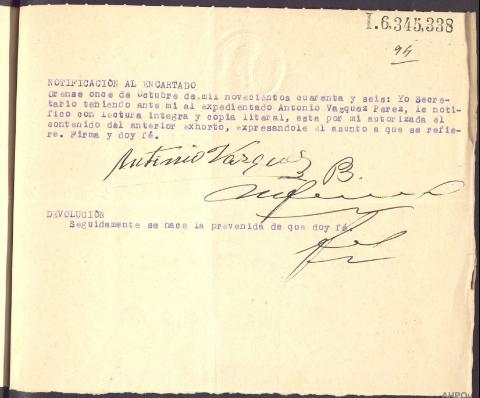 I.6,345,338
94
NOTIFICACIÓN AL ENCARTADO
Orense once de Octubre de mil novecientos cuarenta y seis: Yo Secre-
tario teniendo ante mi al expedientado Antonio Vazquez Perez, le noti-
fico con lectura integra y copia literal, esta por mi autorizada el
contenido del anterior exhorto, expresandole el asunto a que se refie-
re. Firma y doy fé.
Antonio Vazquez
B.
DEVOLUCIÓN
Seguidamente se hace la prevenida de que doy fé.